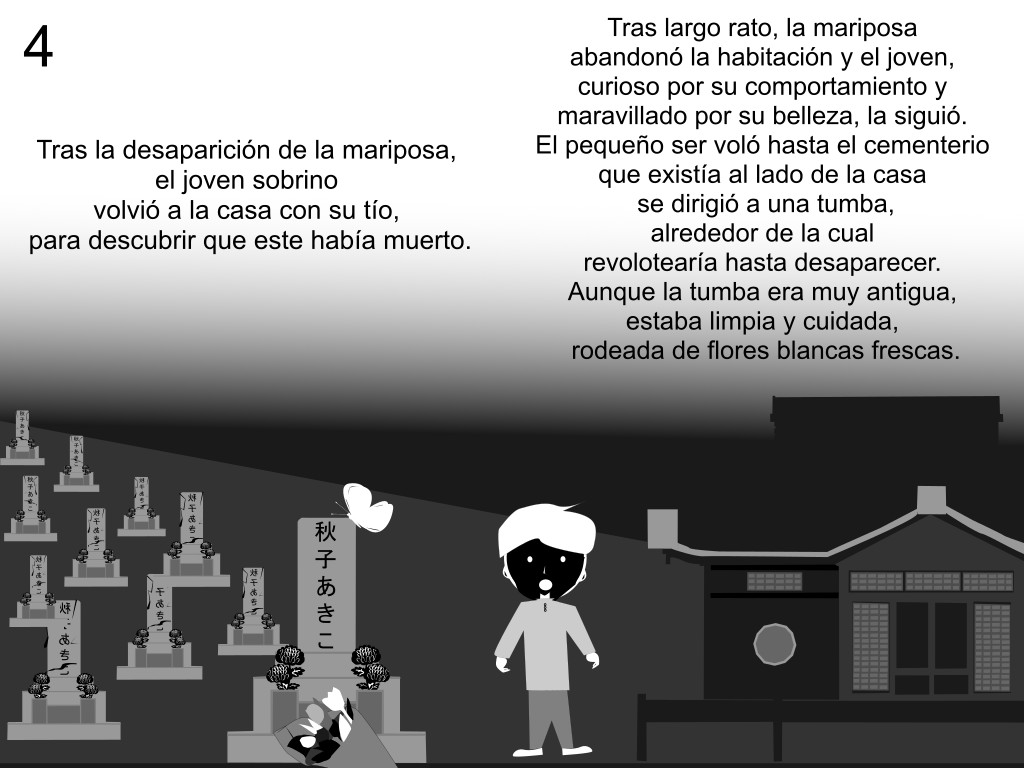 4
Tras la desaparición de la mariposa,
el joven sobrino
volvió a la casa con su tío,
para descubrir que este había muerto.
Tras largo rato, la mariposa
abandonó la habitación y el joven,
curioso por su comportamiento y
maravillado por su belleza, la siguió.
El pequeño ser voló hasta el cementerio
que existía al lado de la casa
se dirigió a una tumba,
alrededor de la cual
revolotearía hasta desaparecer.
Aunque la tumba era muy antigua,
estaba limpia y cuidada,
rodeada de flores blancas frescas.
秋子あきこ